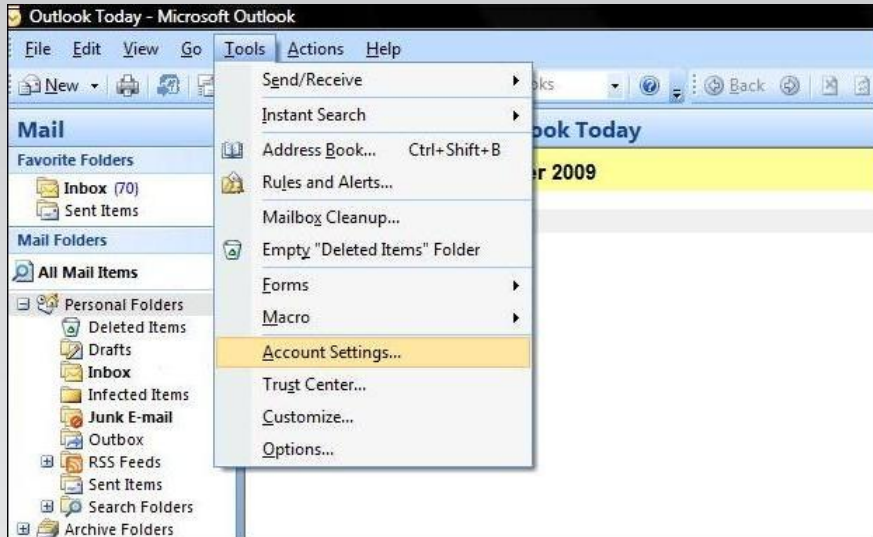 Outlook Today - Microsoft Outlook
File Edit View Go Tools Actions Help
New Back
Mail
Favorite Folders
Inbox (70)
Sent Items
Mail Folders
All Mail Items
Personal Folders
Deleted Items
Drafts
Inbox
Infected Items
Junk E-mail
Outbox
RSS Feeds
Sent Items
Search Folders
Archive Folders
Send/Receive
Instant Search
Address Book... Ctrl+Shift+B
Rules and Alerts...
Mailbox Cleanup...
Empty "Deleted Items" Folder
Forms
Macro
Account Settings...
Trust Center...
Customize...
Options...
ook Today
r 2009